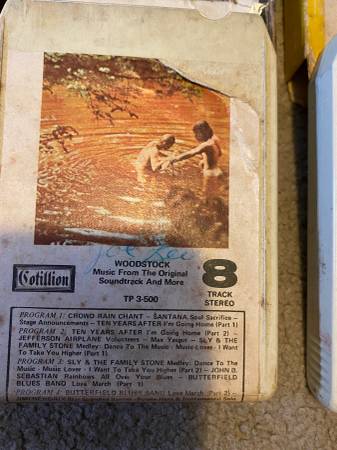 Joe Lee
WOODSTOCK
Music From The Original
Soundtrack And More
TP 3-500
Cotillion
8
TRACK
STEREO
PROGRAM 1: CROWD RAIN CHANT - SANTANA Soul Sacrifice -
Stage Announcements - TEN YEARS AFTER I'm Going Home (Part 1)
PROGRAM 2: TEN YEARS AFTER I'm Going Home (Part 2) -
JEFFERSON AIRPLANE Volunteers - Max Yasgur - SLY & THE
FAMILY STONE Medley: Dance To The Music - Music Lover - I Want
To Take You Higher (Part 1)
PROGRAM 3: SLY & THE FAMILY STONE Medley: Dance To The
Music - Music Lover - I Want To Take You Higher (Part 2) - JOHN B.
SEBASTIAN Rainbows All Over Your Blues - BUTTERFIELD
BLUES BAND Love March (Part 1)
PROGRAM 4: BUTTERFIELD BLUES BAND Love March (Part 2) -